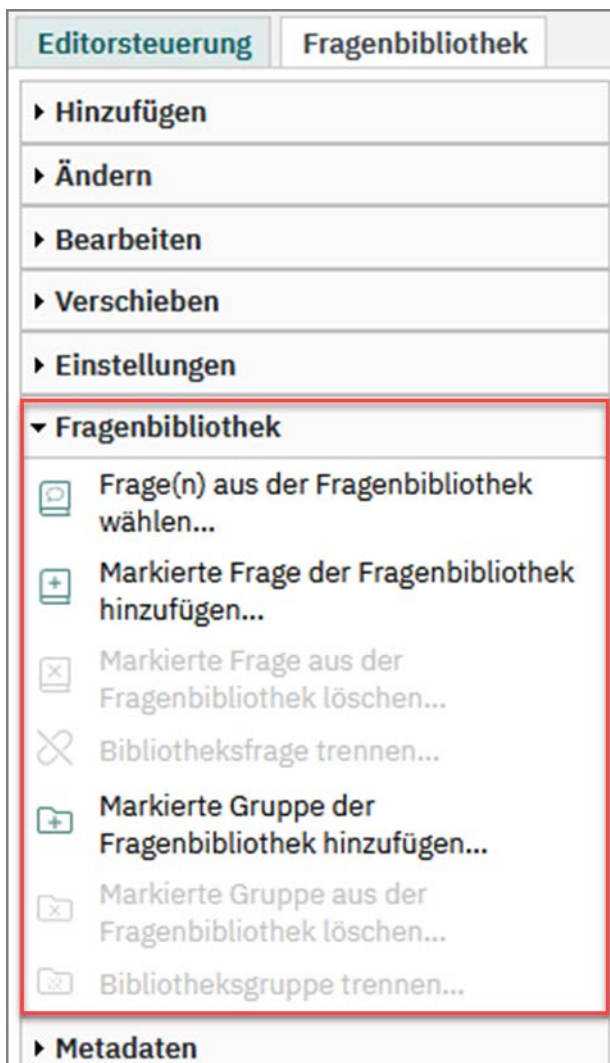 Editorsteuerung Fragenbibliothek
Hinzufügen
Ändern
Bearbeiten
Verschieben
Einstellungen
Fragenbibliothek
Frage(n) aus der Fragenbibliothek
wählen...
Markierte Frage der Fragenbibliothek
hinzufügen...
Markierte Frage aus der
Fragenbibliothek löschen...
Bibliotheksfrage trennen...
Markierte Gruppe der
Fragenbibliothek hinzufügen...
Markierte Gruppe aus der
Fragenbibliothek löschen...
Bibliotheksgruppe trennen...
Metadaten